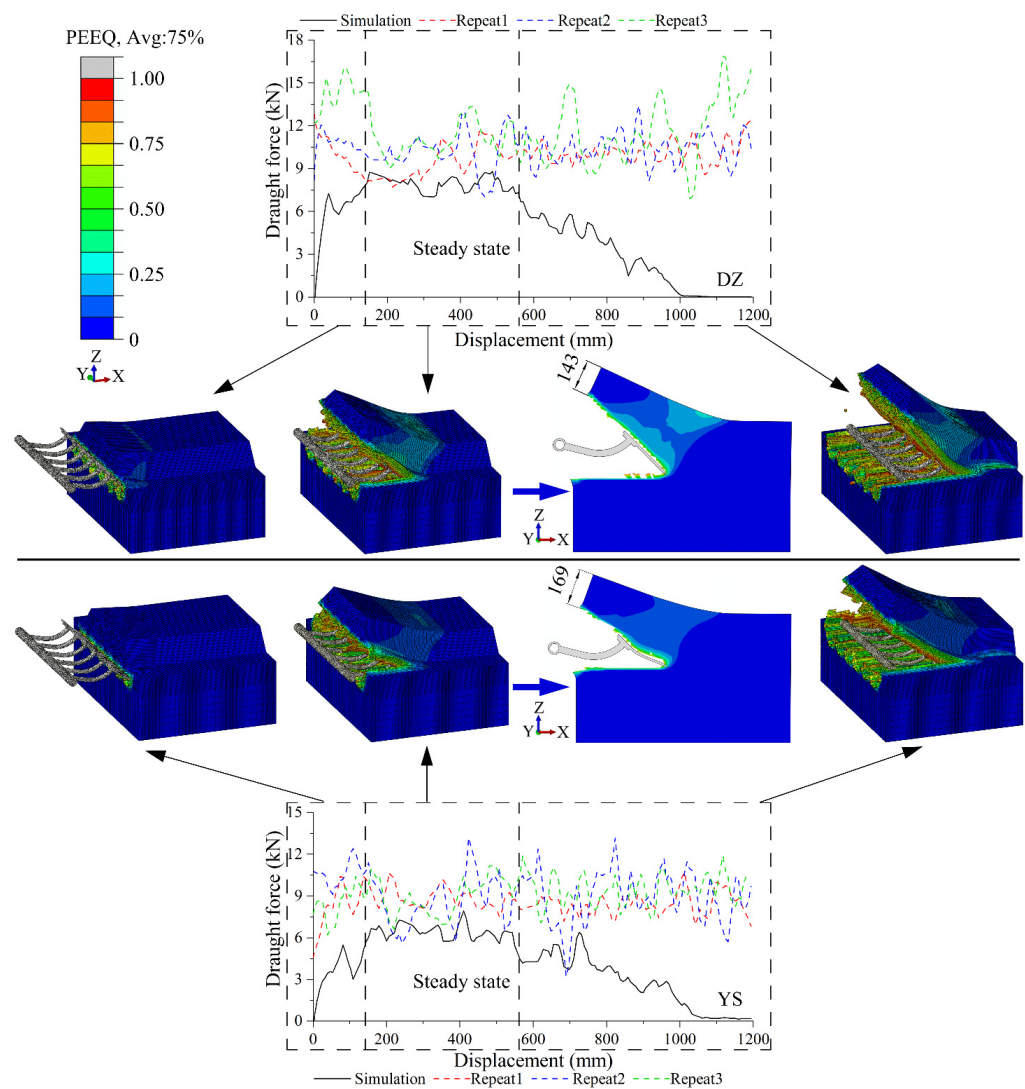 Simulation Repeat1 Repeat2 Repeat3
PEEQ, Avg:75%
1.00
0.75
0.50
0.25
0
Z
Y X
18
15
12
9
6
3
0
Draught force (kN)
Steady state
DZ
0 200 400 600 800 1000 1200
Displacement (mm)
143
Z
Y X
169
Z
Y X
15
12
9
6
3
0
Draught force (kN)
Steady state
YS
0 200 400 600 800 1000 1200
Displacement (mm)
Simulation Repeat1 Repeat2 Repeat3